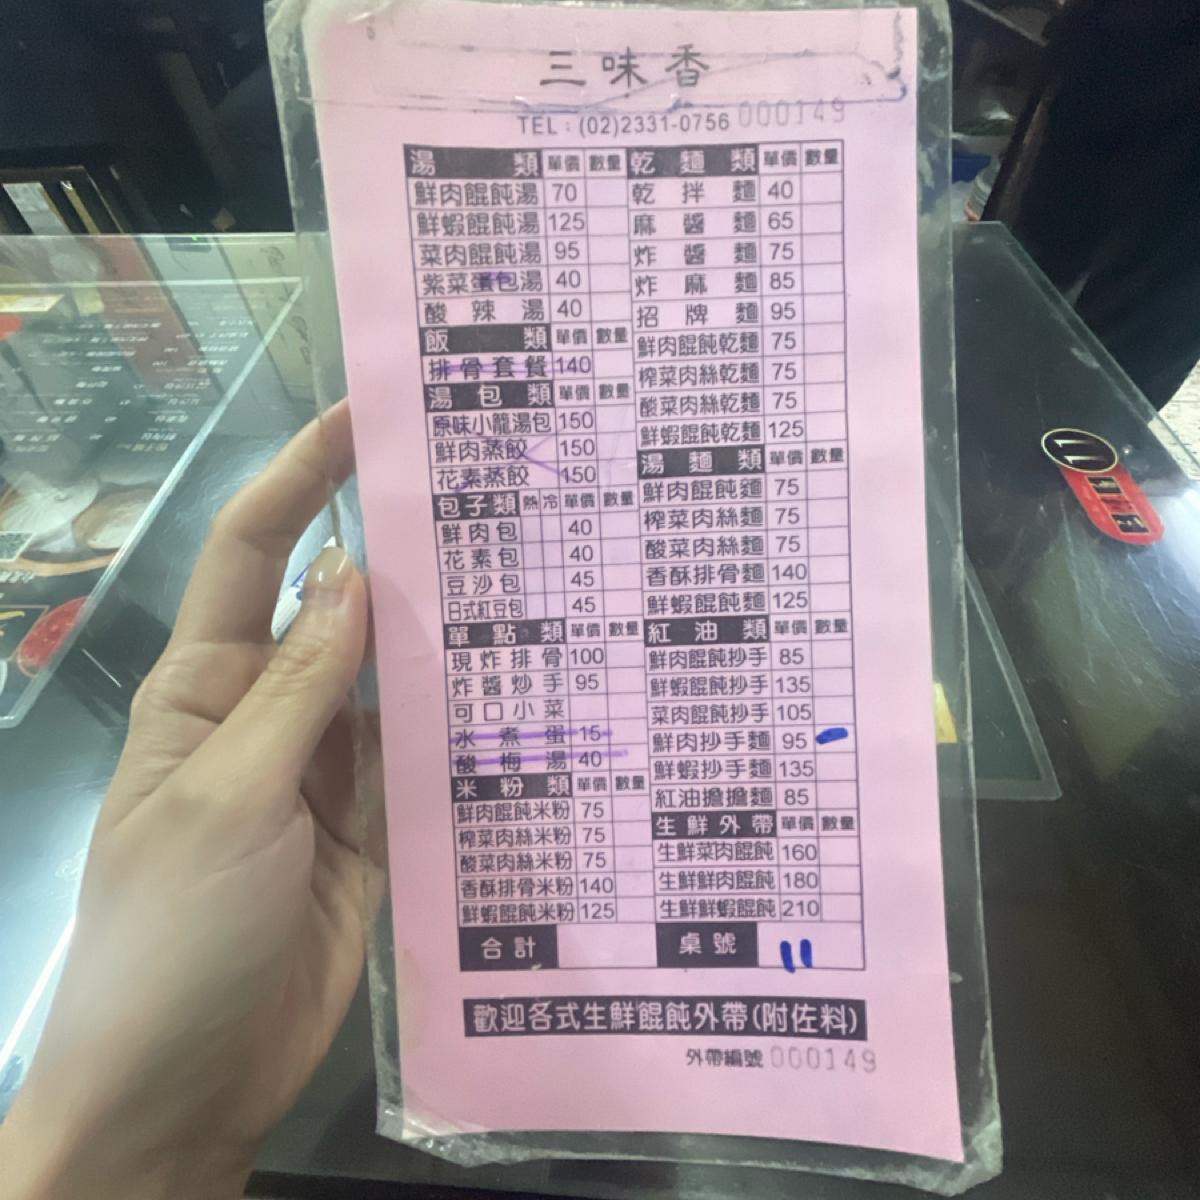 三味香
TEL：(02)2331-0756 000149
湯類 單價 數量
鮮肉餛飩湯 70
鮮蝦餛飩湯 125
菜肉餛飩湯 95
紫菜蛋包湯 40
酸辣湯 40
飯類 單價 數量
排骨套餐 140
湯包類 單價 數量
原味小籠湯包 150
鮮肉蒸餃 150
花素蒸餃 150
包子類 熱 冷 單價 數量
鮮肉包 40
花素包 40
豆沙包 45
日式紅豆包 45
單點類 單價 數量
現炸排骨 100
炸醬炒手 95
可口小菜
水煮蛋 15
酸梅湯 40
米粉類 單價 數量
鮮肉餛飩米粉 75
榨菜肉絲米粉 75
酸菜肉絲米粉 75
香酥排骨米粉 140
鮮蝦餛飩米粉 125
乾麵類 單價 數量
乾拌麵 40
麻醬麵 65
炸醬麵 75
炸麻麵 85
招牌麵 95
鮮肉餛飩乾麵 75
榨菜肉絲乾麵 75
酸菜肉絲乾麵 75
鮮蝦餛飩乾麵 125
湯麵類 單價 數量
鮮肉餛飩麵 75
榨菜肉絲麵 75
酸菜肉絲麵 75
香酥排骨麵 140
鮮蝦餛飩麵 125
紅油類 單價 數量
鮮肉餛飩抄手 85
鮮蝦餛飩抄手 135
菜肉餛飩抄手 105
鮮肉抄手麵 95
鮮蝦抄手麵 135
紅油擔擔麵 85
生鮮外帶 單價 數量
生鮮菜肉餛飩 160
生鮮鮮肉餛飩 180
生鮮鮮蝦餛飩 210
合計 桌號 11
歡迎各式生鮮餛飩外帶(附佐料)
外帶編號 000149
11